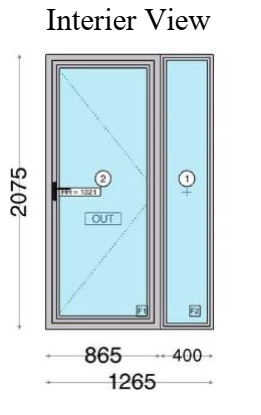 Interier View
2075
2
1
HH = 1021
OUT
F1
F2
865
400
1265